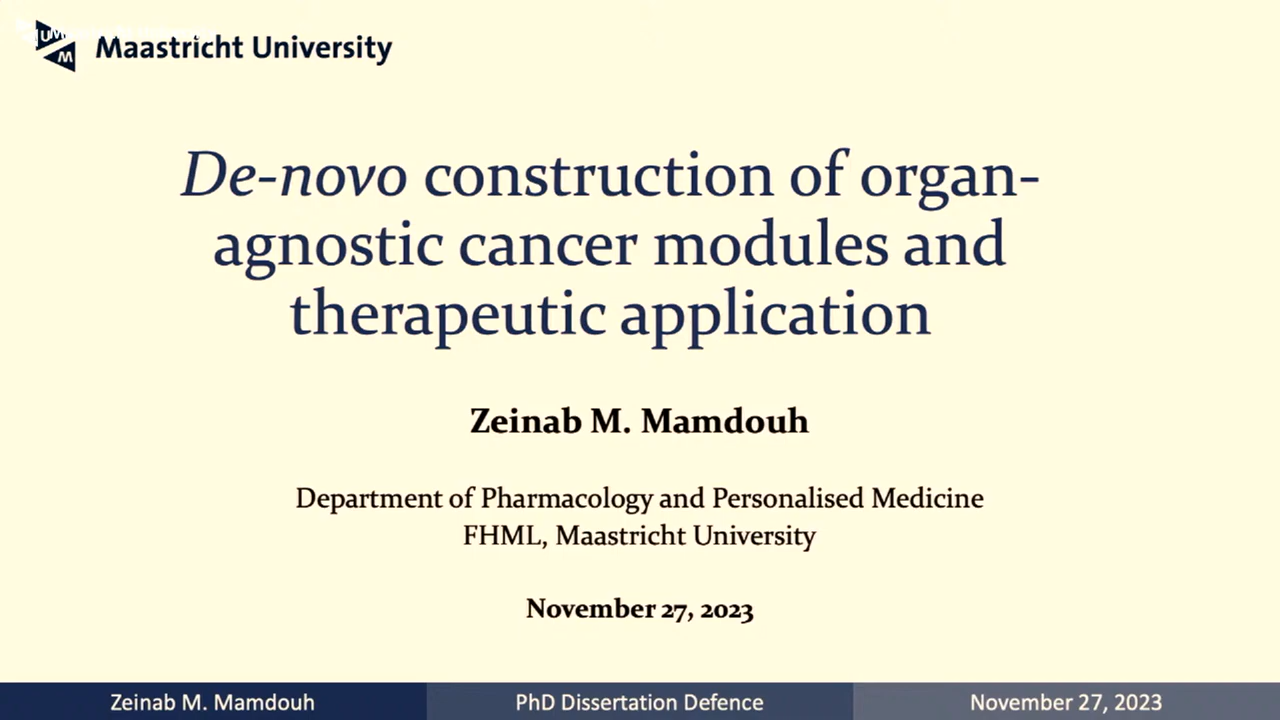 Maastricht University
De-novo construction of organ-
agnostic cancer modules and
therapeutic application
Zeinab M. Mamdouh
Department of Pharmacology and Personalised Medicine
FHML, Maastricht University
November 27, 2023
Zeinab M. Mamdouh
PhD Dissertation Defence
November 27, 2023